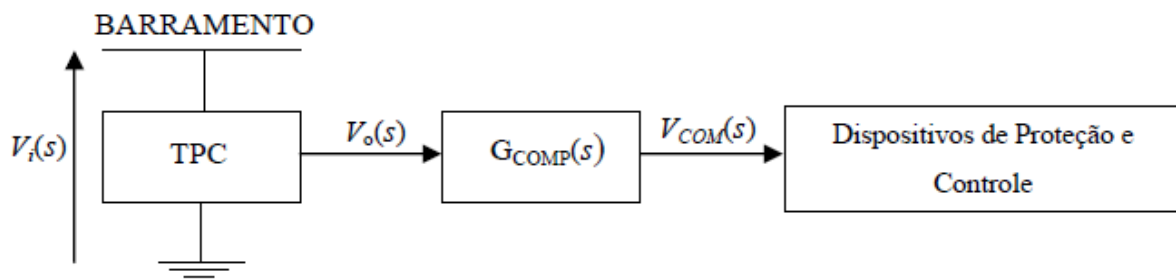 BARRAMENTO
Vi(s)
TPC
Vo(s)
GCOMP(s)
VCOM(s)
Dispositivos de Proteção e
Controle